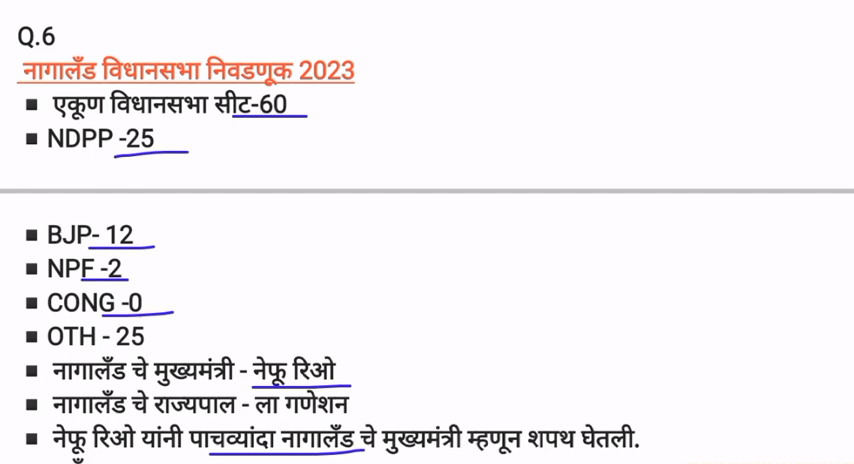 Q.6
नागालँड विधानसभा निवडणूक 2023
▪ एकूण विधानसभा सीट-60
▪ NDPP -25
▪ BJP- 12
▪ NPF -2
▪ CONG -0
▪ OTH - 25
▪ नागालँड चे मुख्यमंत्री - नेफू रिओ
▪ नागालँड चे राज्यपाल - ला गणेशन
▪ नेफू रिओ यांनी पाचव्यांदा नागालँड चे मुख्यमंत्री म्हणून शपथ घेतली.